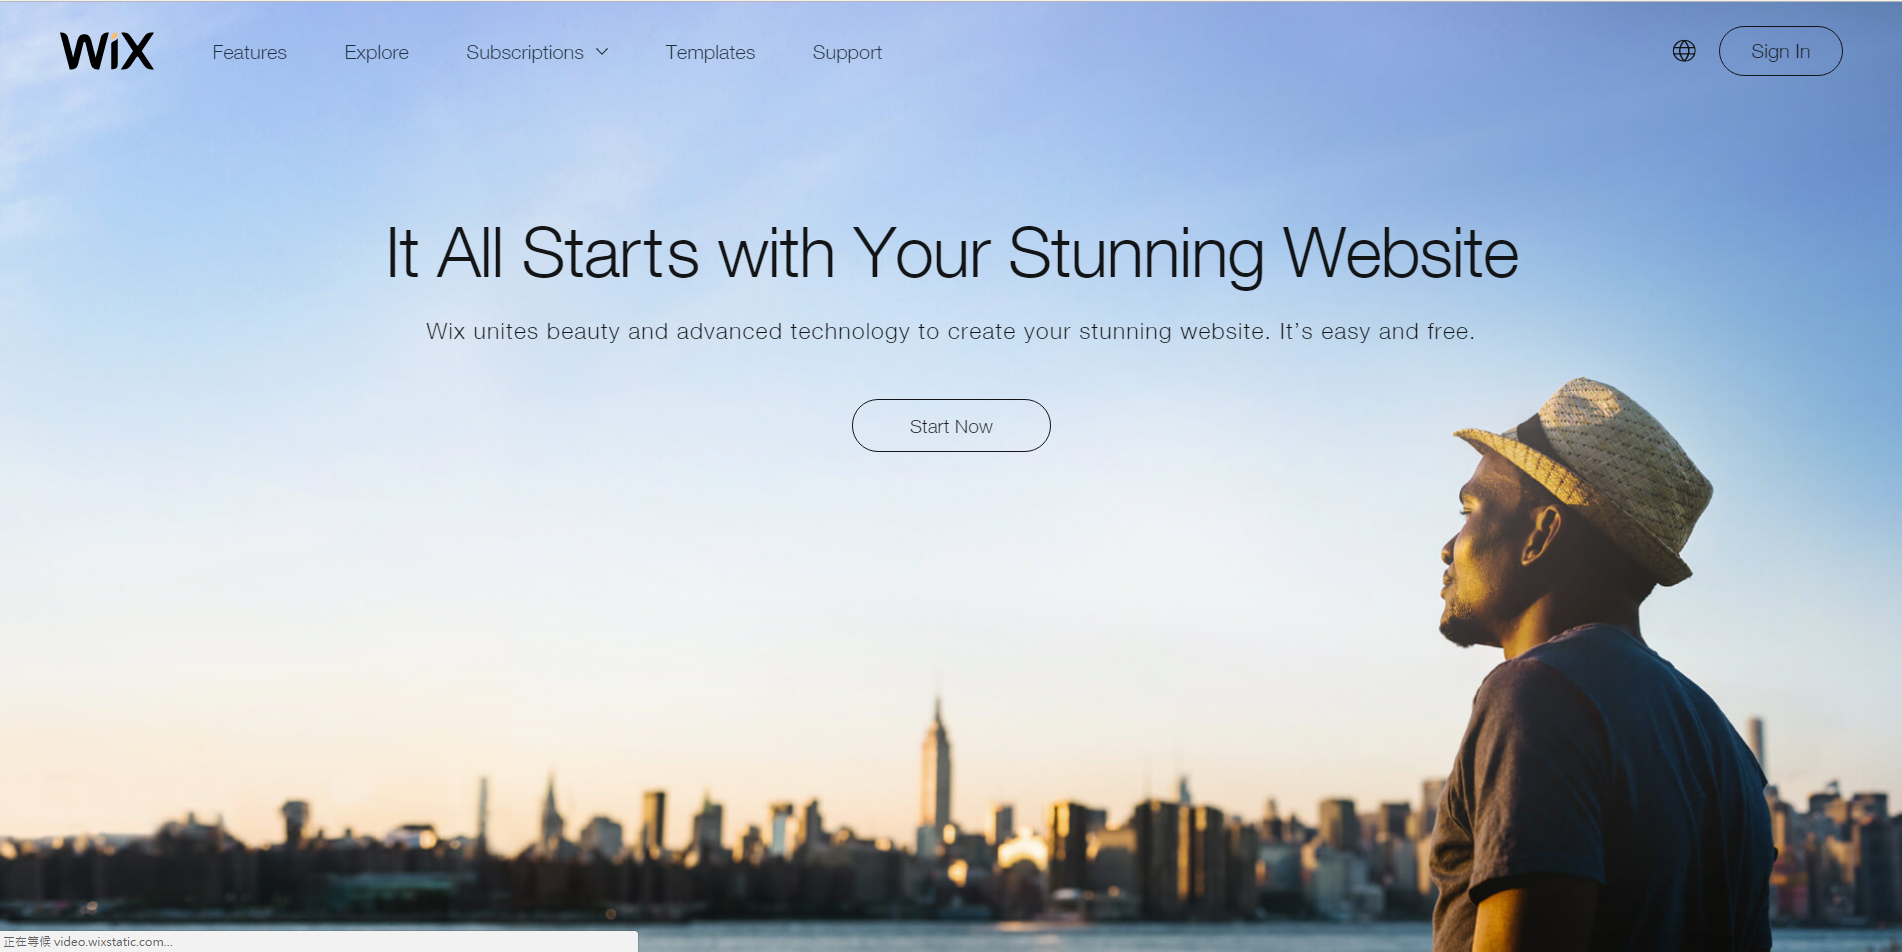 WiX
Features
Explore
Subscriptions
Templates
Support
Sign In
It All Starts with Your Stunning Website
Wix unites beauty and advanced technology to create your stunning website. It’s easy and free.
Start Now
正在等候 video.wixstatic.com...